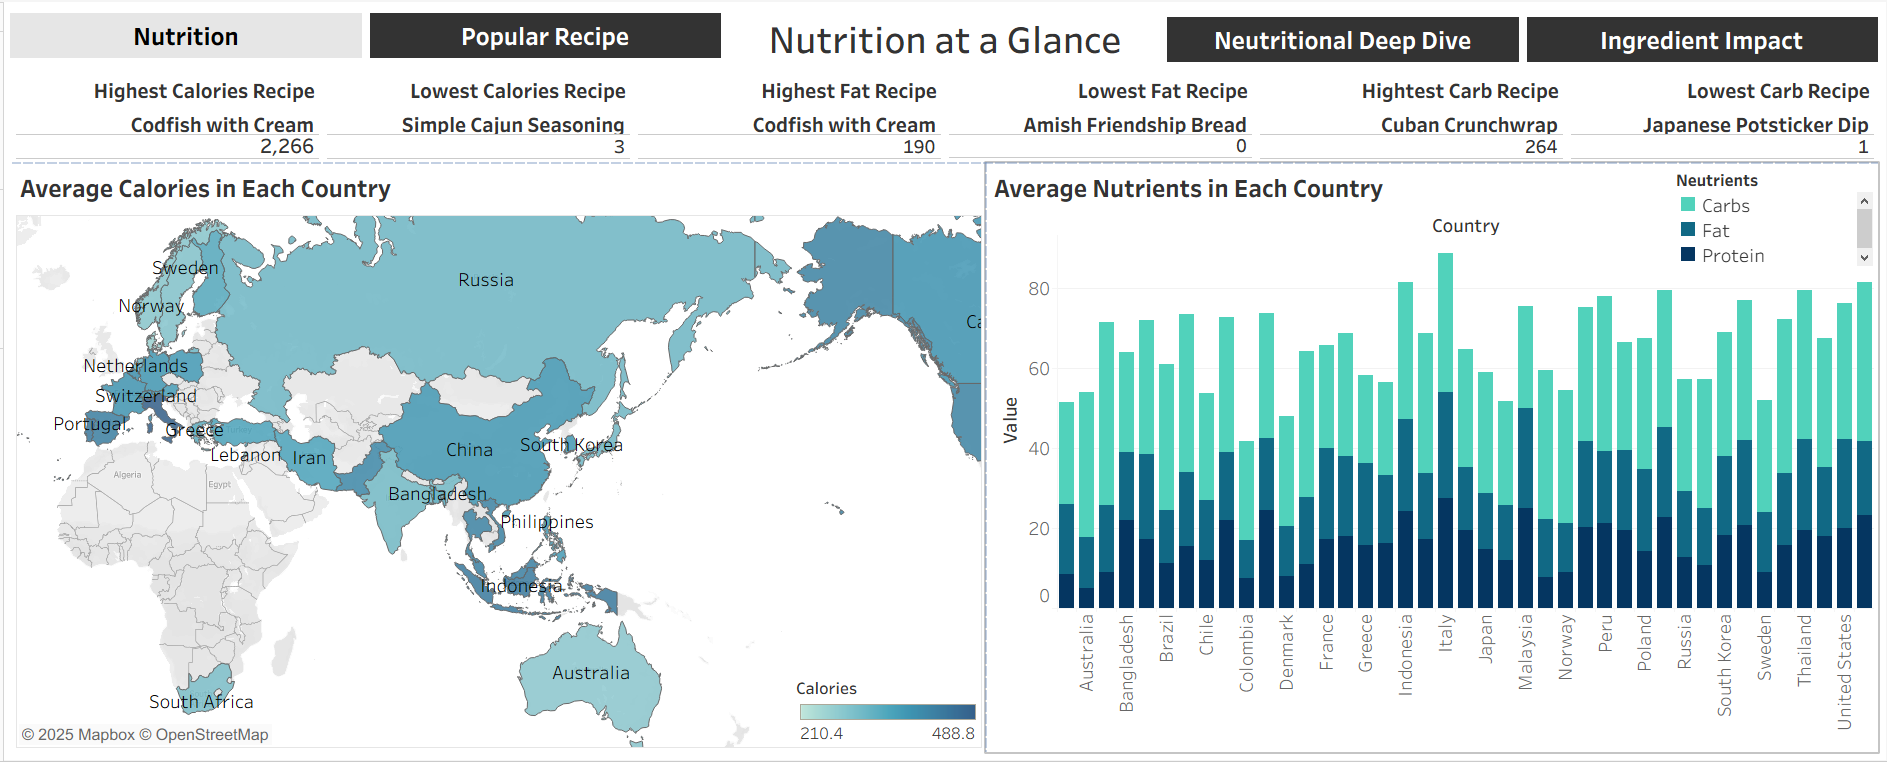 Nutrition
Popular Recipe
Nutrition at a Glance
Neutritional Deep Dive
Ingredient Impact
Highest Calories Recipe
Codfish with Cream
2,266
Lowest Calories Recipe
Simple Cajun Seasoning
3
Highest Fat Recipe
Codfish with Cream
190
Lowest Fat Recipe
Amish Friendship Bread
0
Hightest Carb Recipe
Cuban Crunchwrap
264
Lowest Carb Recipe
Japanese Potsticker Dip
1
Average Calories in Each Country
Sweden
Russia
Norway
Ca
Netherlands
Switzerland
Portugal
Greece
Turkey
Lebanon
Iran
China
South Korea
Algeria
Egypt
Bangladesh
Philippines
Indonesia
Australia
South Africa
Calories
210.4
488.8
© 2025 Mapbox © OpenStreetMap
Average Nutrients in Each Country
Neutrients
Carbs
Fat
Protein
Country
Value
80
60
40
20
0
Australia
Bangladesh
Brazil
Chile
Colombia
Denmark
France
Greece
Indonesia
Italy
Japan
Malaysia
Norway
Peru
Poland
Russia
South Korea
Sweden
Thailand
United States